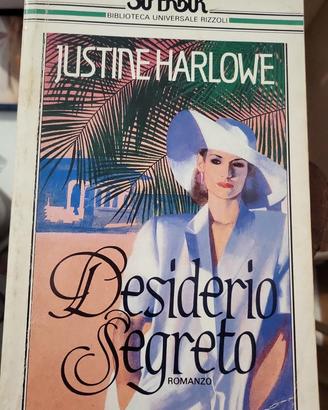 SUPERBUR
BIBLIOTECA UNIVERSALE RIZZOLI
JUSTINE HARLOWE
Desiderio
Segreto
ROMANZO